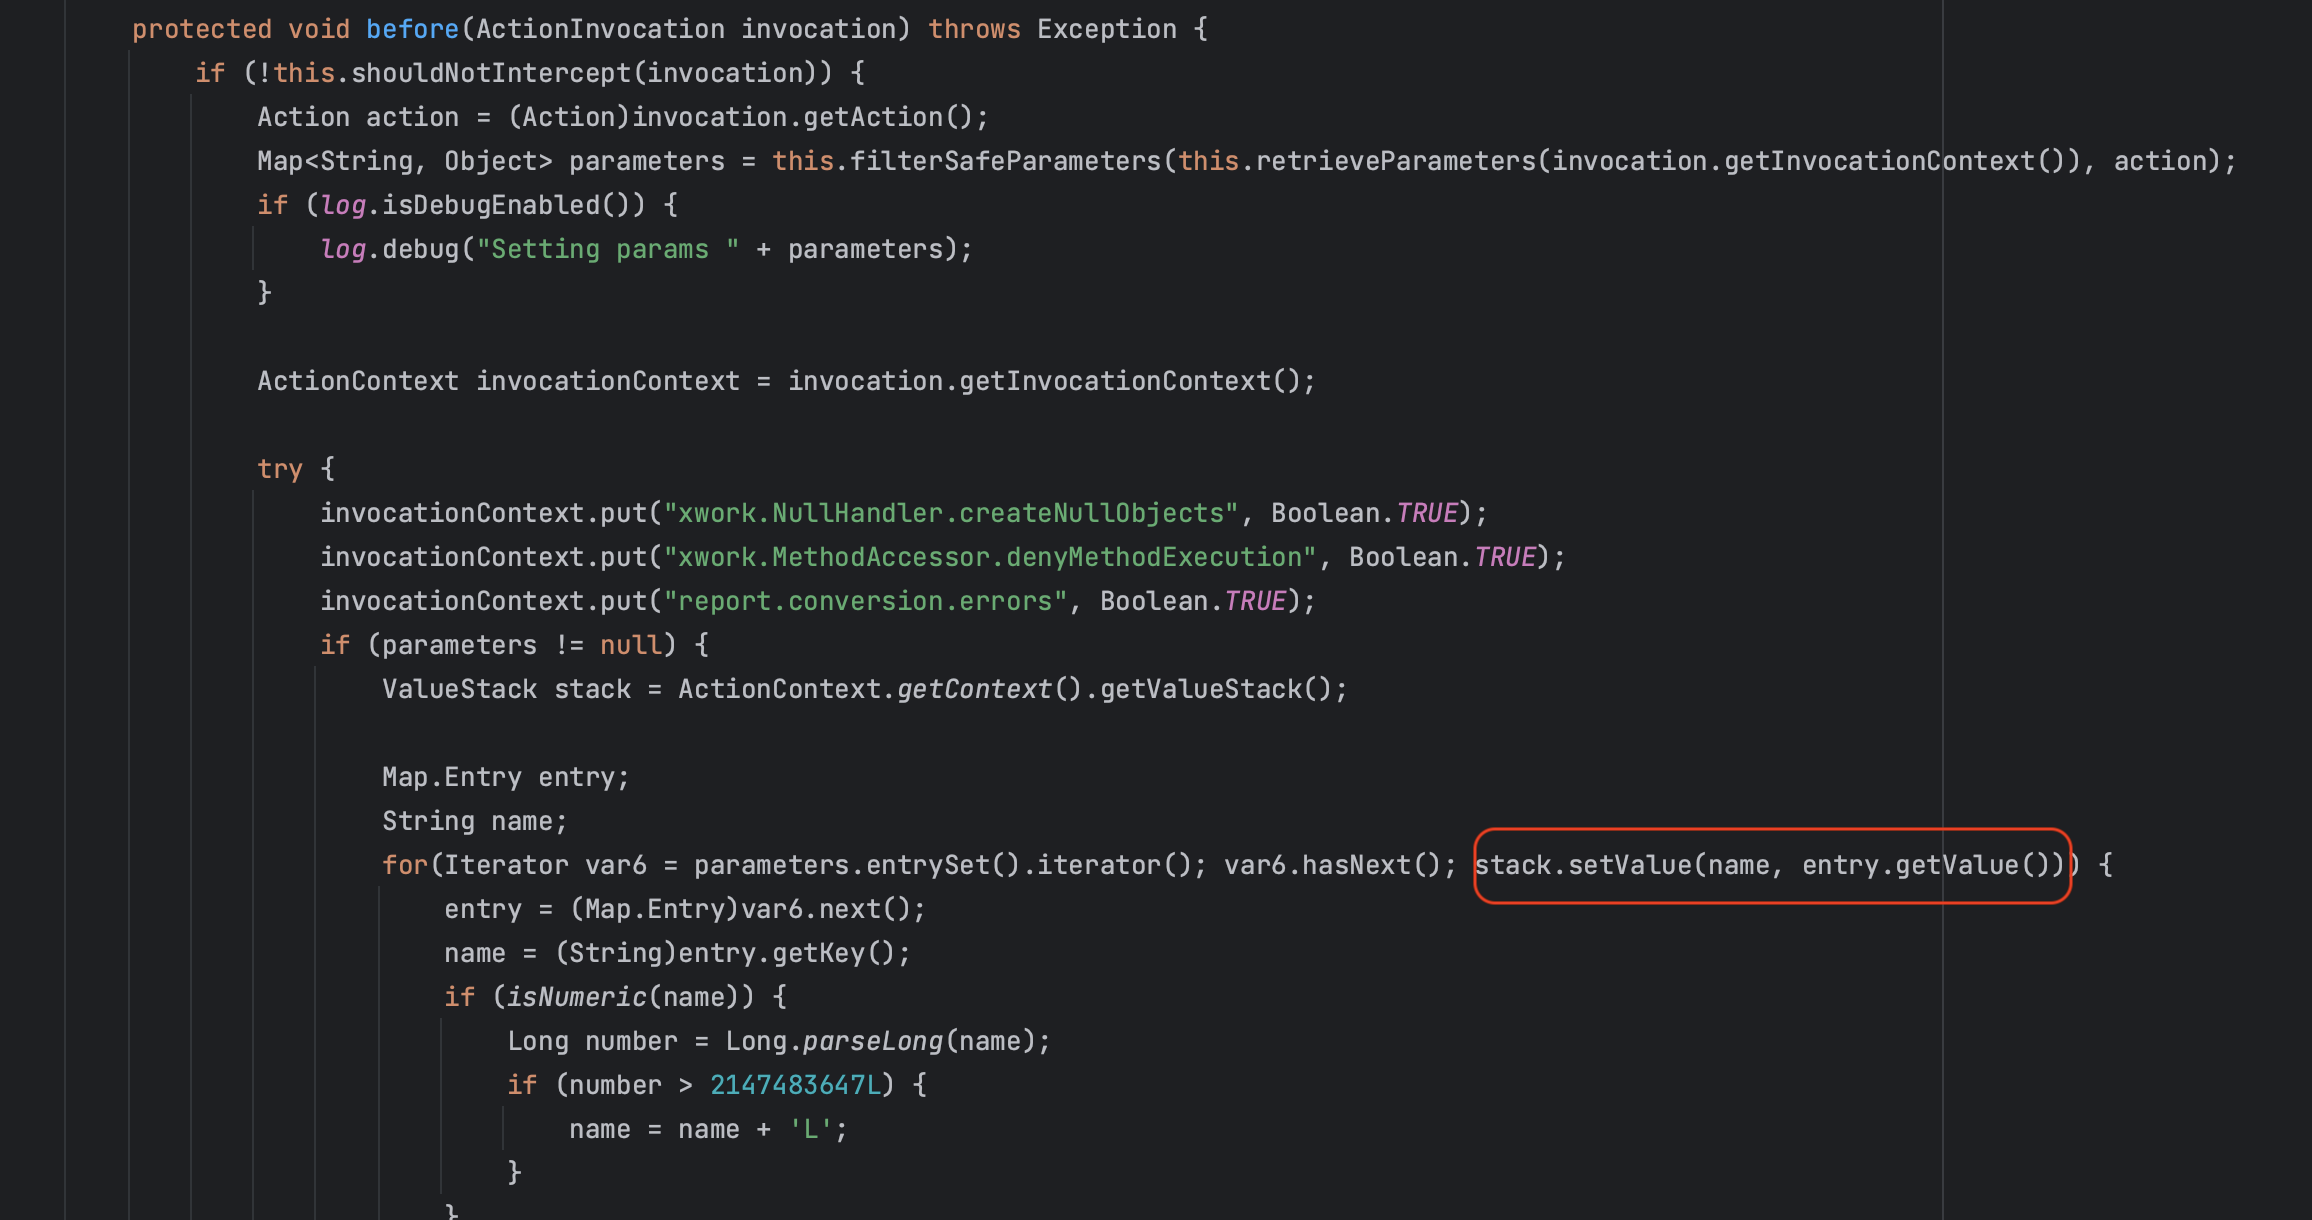 protected void before(ActionInvocation invocation) throws Exception {
if (!this.shouldNotIntercept(invocation)) {
Action action = (Action)invocation.getAction();
Map<String, Object> parameters = this.filterSafeParameters(this.retrieveParameters(invocation.getInvocationContext()), action);
if (log.isDebugEnabled()) {
log.debug("Setting params " + parameters);
}
ActionContext invocationContext = invocation.getInvocationContext();
try {
invocationContext.put("xwork.NullHandler.createNullObjects", Boolean.TRUE);
invocationContext.put("xwork.MethodAccessor.denyMethodExecution", Boolean.TRUE);
invocationContext.put("report.conversion.errors", Boolean.TRUE);
if (parameters != null) {
ValueStack stack = ActionContext.getContext().getValueStack();
Map.Entry entry;
String name;
for(Iterator var6 = parameters.entrySet().iterator(); var6.hasNext(); stack.setValue(name, entry.getValue())) {
entry = (Map.Entry)var6.next();
name = (String)entry.getKey();
if (isNumeric(name)) {
Long number = Long.parseLong(name);
if (number > 2147483647L) {
name = name + 'L';
}
}